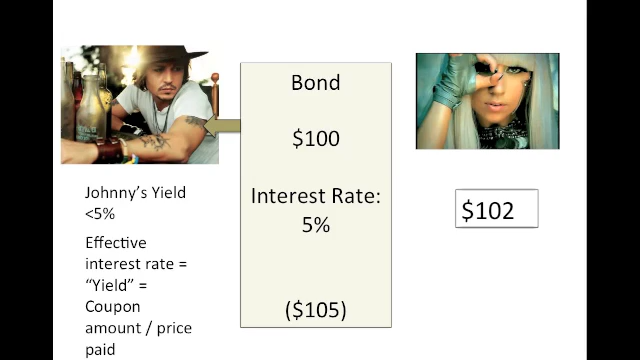 Bond
$100
Interest Rate:
5%
($105)
Johnny's Yield
<5%
Effective
interest rate =
“Yield” =
Coupon
amount / price
paid
$102